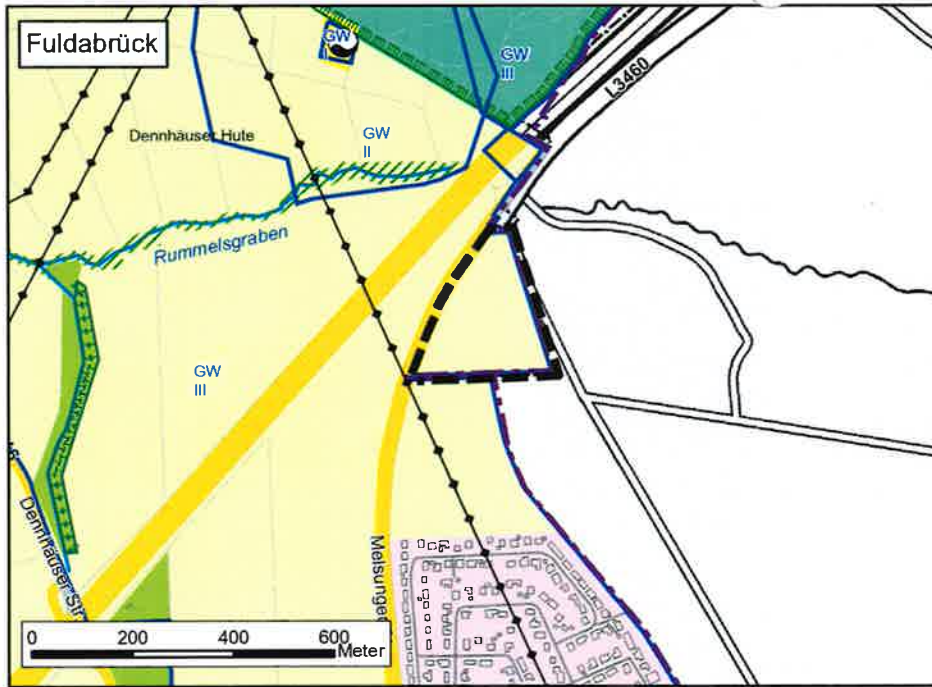 Fuldabrück
GW
I
GW
III
L3460
Dennhäuser Hute
GW
II
Rummelsgraben
GW
III
Dennhäuser Str
Melsunge
0 200 400 600
Meter